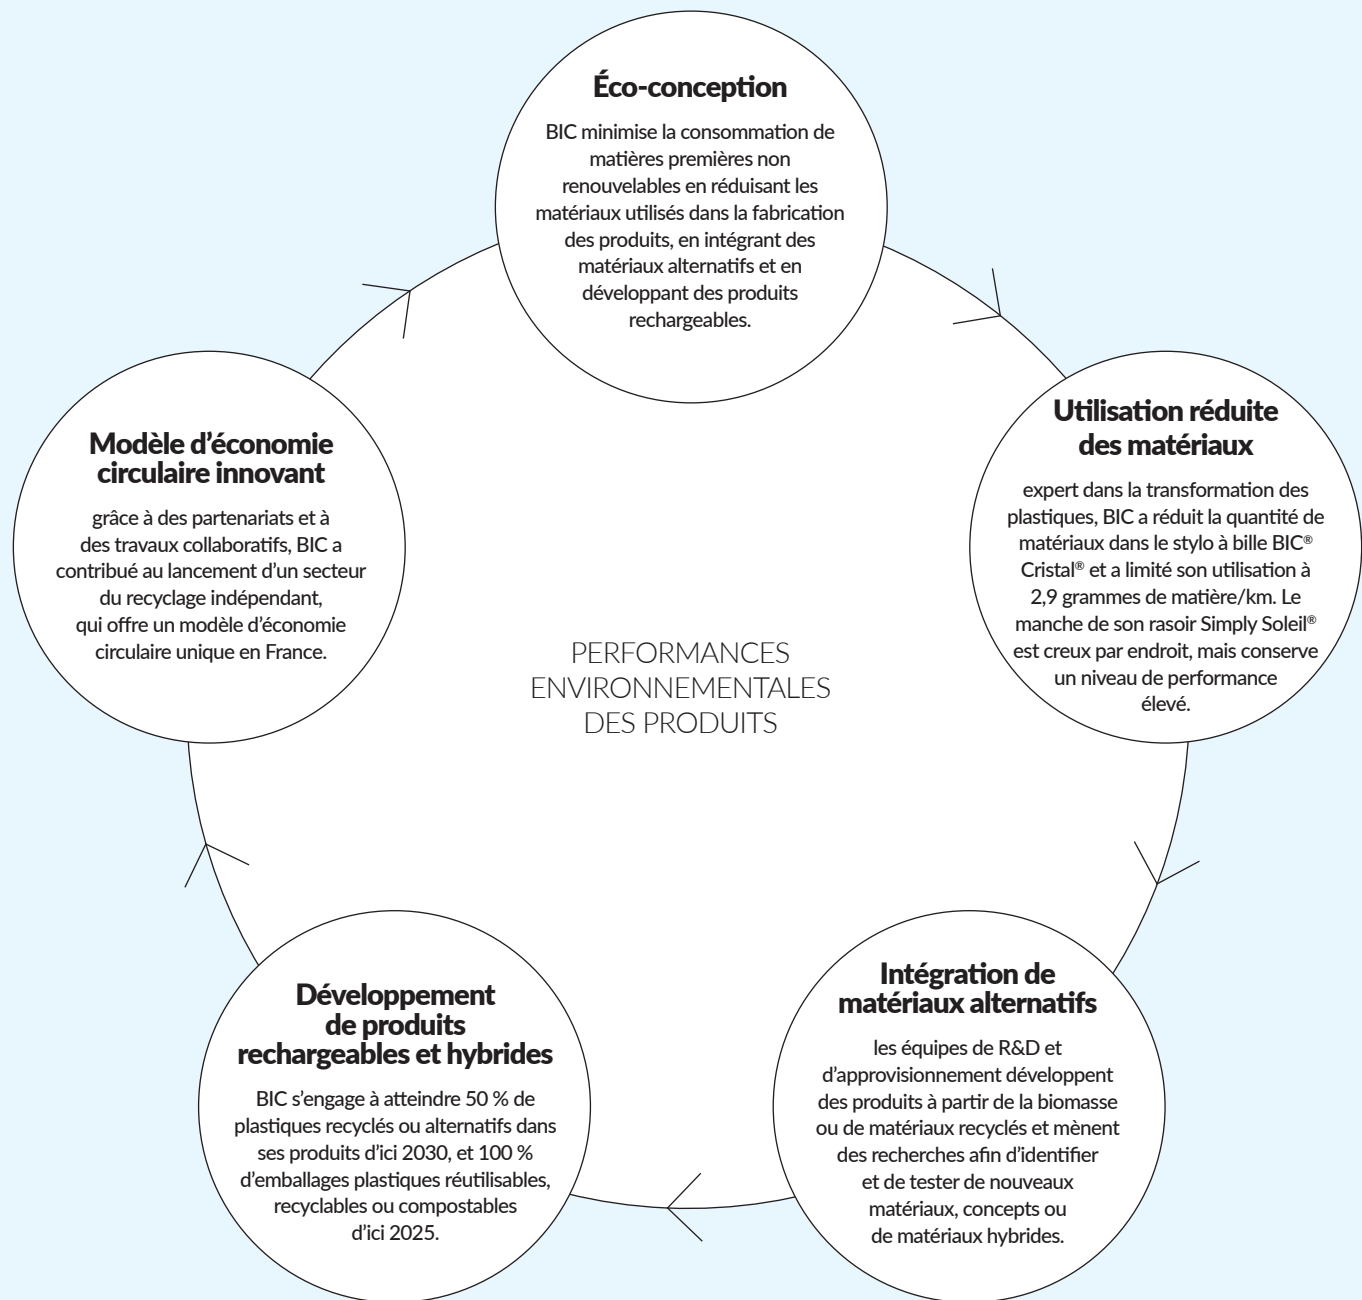 Éco-conception
BIC minimise la consommation de
matières premières non
renouvelables en réduisant les
matériaux utilisés dans la fabrication
des produits, en intégrant des
matériaux alternatifs et en
développant des produits
rechargeables.
Utilisation réduite
des matériaux
expert dans la transformation des
plastiques, BIC a réduit la quantité de
matériaux dans le stylo à bille BIC®
Cristal® et a limité son utilisation à
2,9 grammes de matière/km. Le
manche de son rasoir Simply Soleil®
est creux par endroit, mais conserve
un niveau de performance
élevé.
Intégration de
matériaux alternatifs
les équipes de R&D et
d’approvisionnement développent
des produits à partir de la biomasse
ou de matériaux recyclés et mènent
des recherches afin d’identifier
et de tester de nouveaux
matériaux, concepts ou
de matériaux hybrides.
Développement
de produits
rechargeables et hybrides
BIC s’engage à atteindre 50 % de
plastiques recyclés ou alternatifs dans
ses produits d’ici 2030, et 100 %
d’emballages plastiques réutilisables,
recyclables ou compostables
d’ici 2025.
Modèle d’économie
circulaire innovant
grâce à des partenariats et à
des travaux collaboratifs, BIC a
contribué au lancement d’un secteur
du recyclage indépendant,
qui offre un modèle d’économie
circulaire unique en France.
PERFORMANCES
ENVIRONNEMENTALES
DES PRODUITS